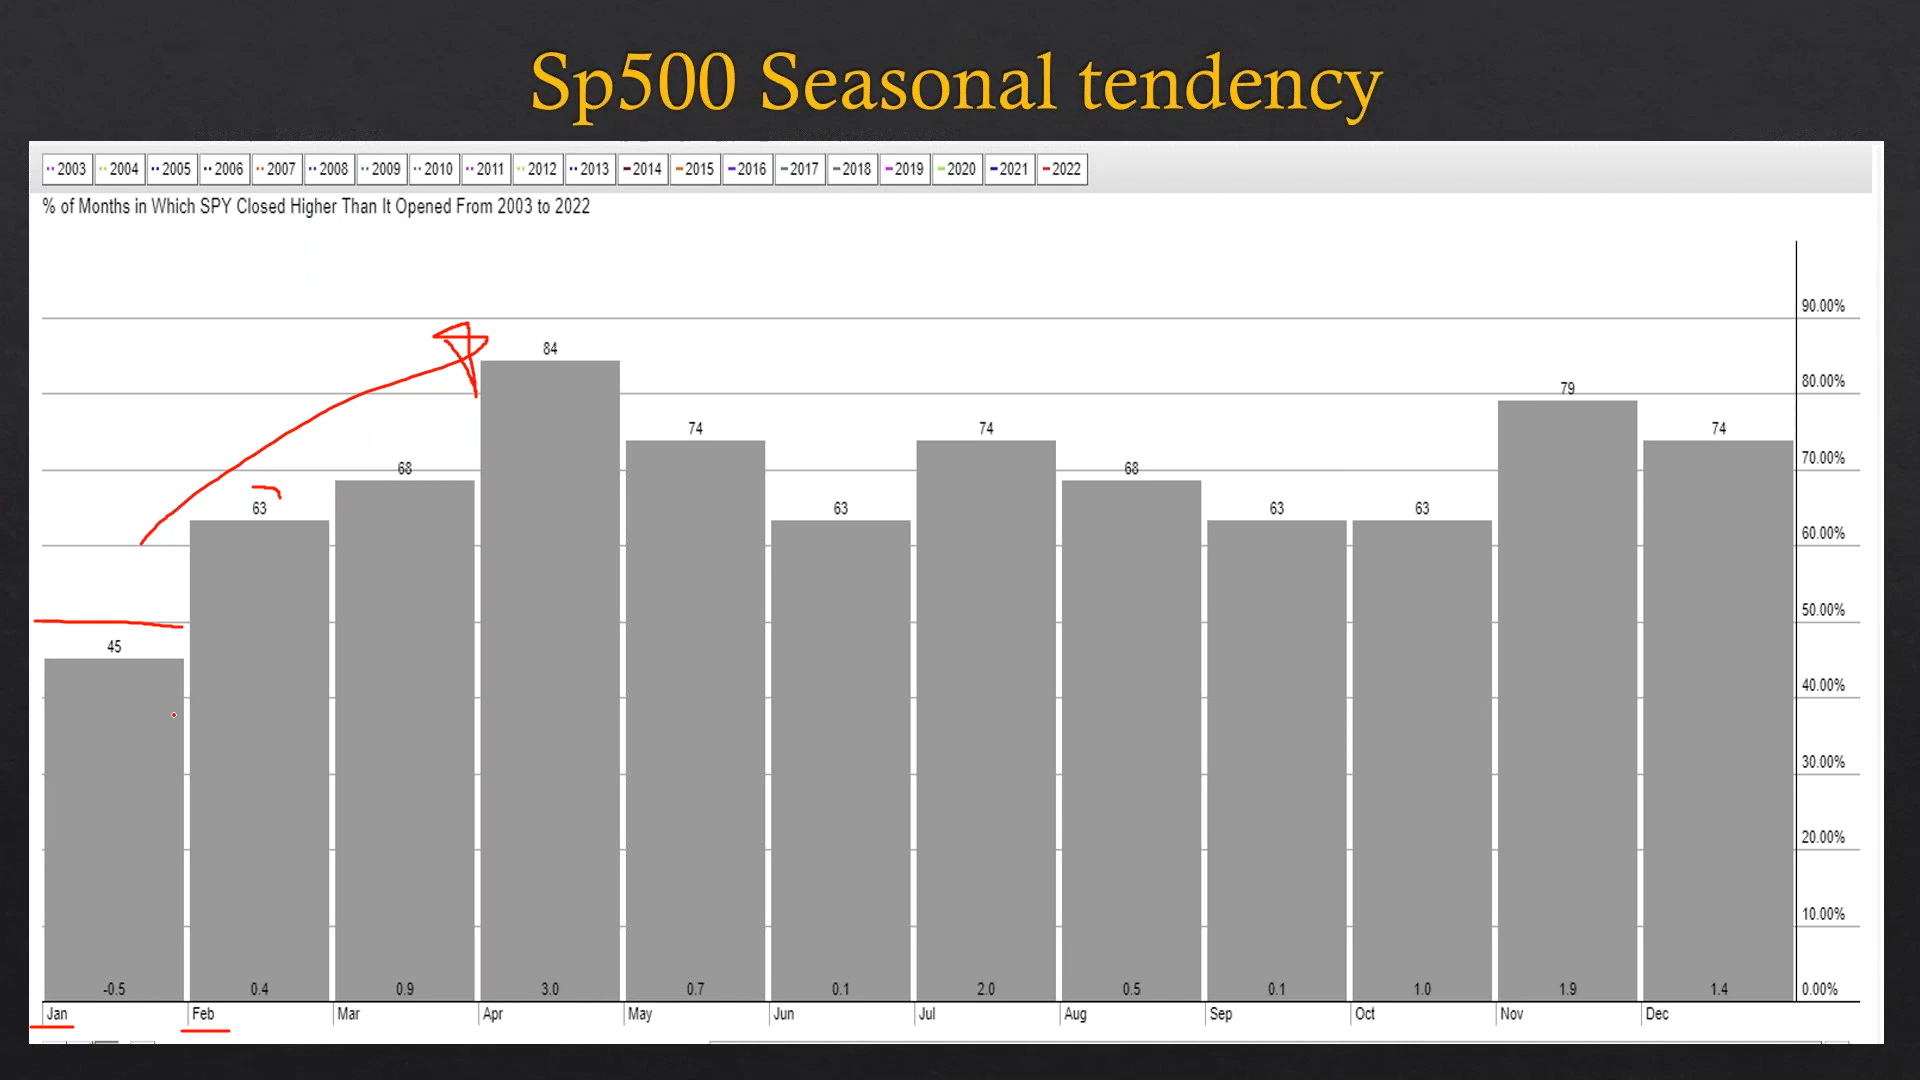 Sp500 Seasonal tendency
2003 2004 2005 2006 2007 2008 2009 2010 2011 2012 2013 2014 2015 2016 2017 2018 2019 2020 2021 2022
% of Months in Which SPY Closed Higher Than It Opened From 2003 to 2022
90.00%
84
80.00%
79
74 74 74
70.00%
68 68
63 63 63 63
60.00%
50.00%
45
40.00%
30.00%
20.00%
10.00%
-0.5 0.4 0.9 3.0 0.7 0.1 2.0 0.5 0.1 1.0 1.9 1.4 0.00%
Jan Feb Mar Apr May Jun Jul Aug Sep Oct Nov Dec